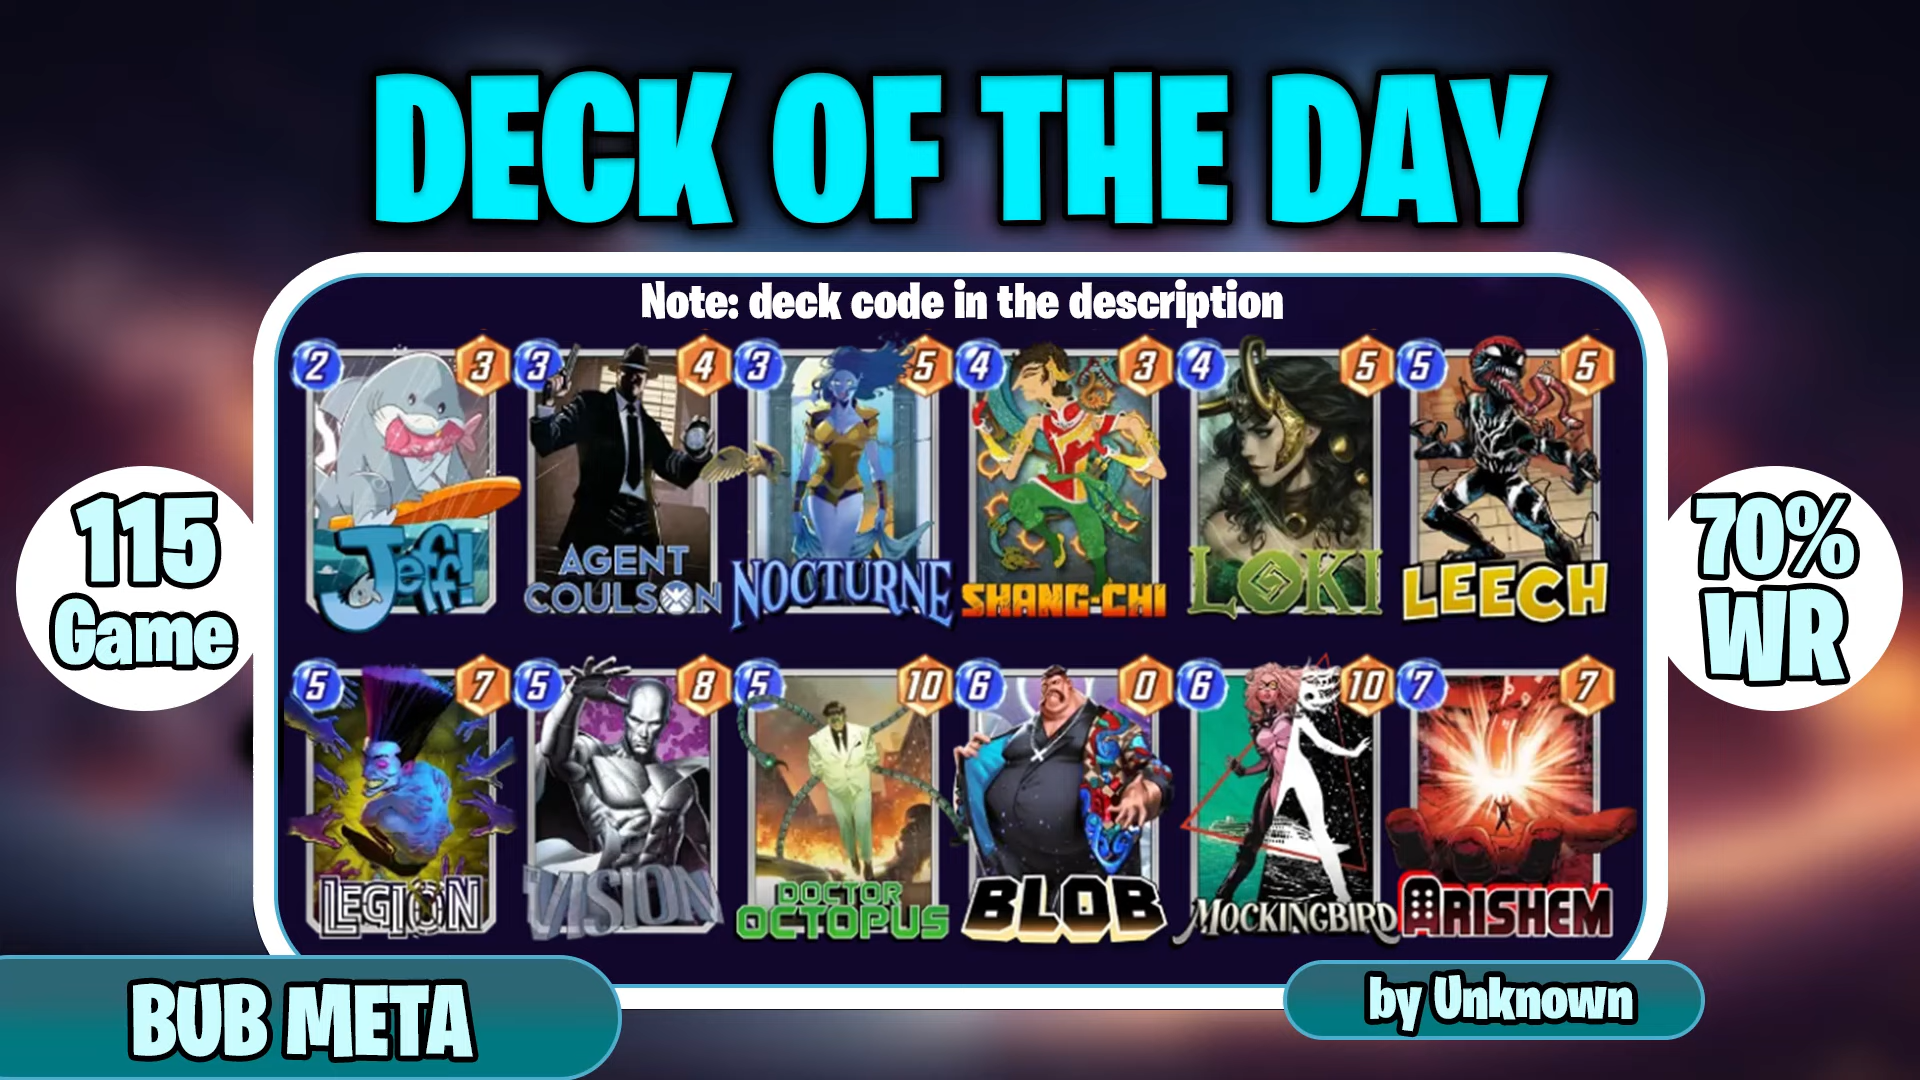 DECK OF THE DAY
Note: deck code in the description
2 3 3 4 3 5 4 3 4 5 5 5
Jeff!
AGENT COULSON
NOCTURNE
SHANG-CHI
LOKI
LEECH
115
Game
70%
WR
5 7 5 8 5 10 6 0 6 10 7 7
LEGION
VISION
DOCTOR OCTOPUS
BLOB
MOCKINGBIRD
ARISHEM
BUB META
by Unknown